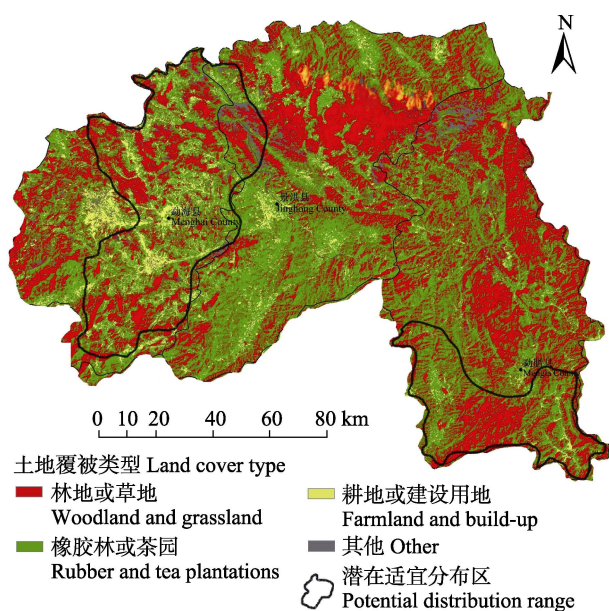 N
勐海县
Menghai County
景洪县
Jinghong County
勐腊县
Mengla County
0 10 20 40 60 80 km
土地覆被类型 Land cover type
林地或草地
Woodland and grassland
橡胶林或茶园
Rubber and tea plantations
耕地或建设用地
Farmland and build-up
其他 Other
潜在适宜分布区
Potential distribution range